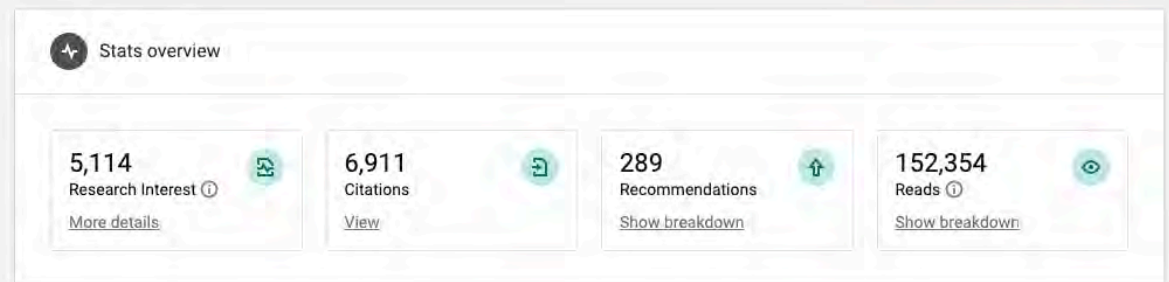 Stats overview
5,114
Research Interest
More details
6,911
Citations
View
289
Recommendations
Show breakdown
152,354
Reads
Show breakdown